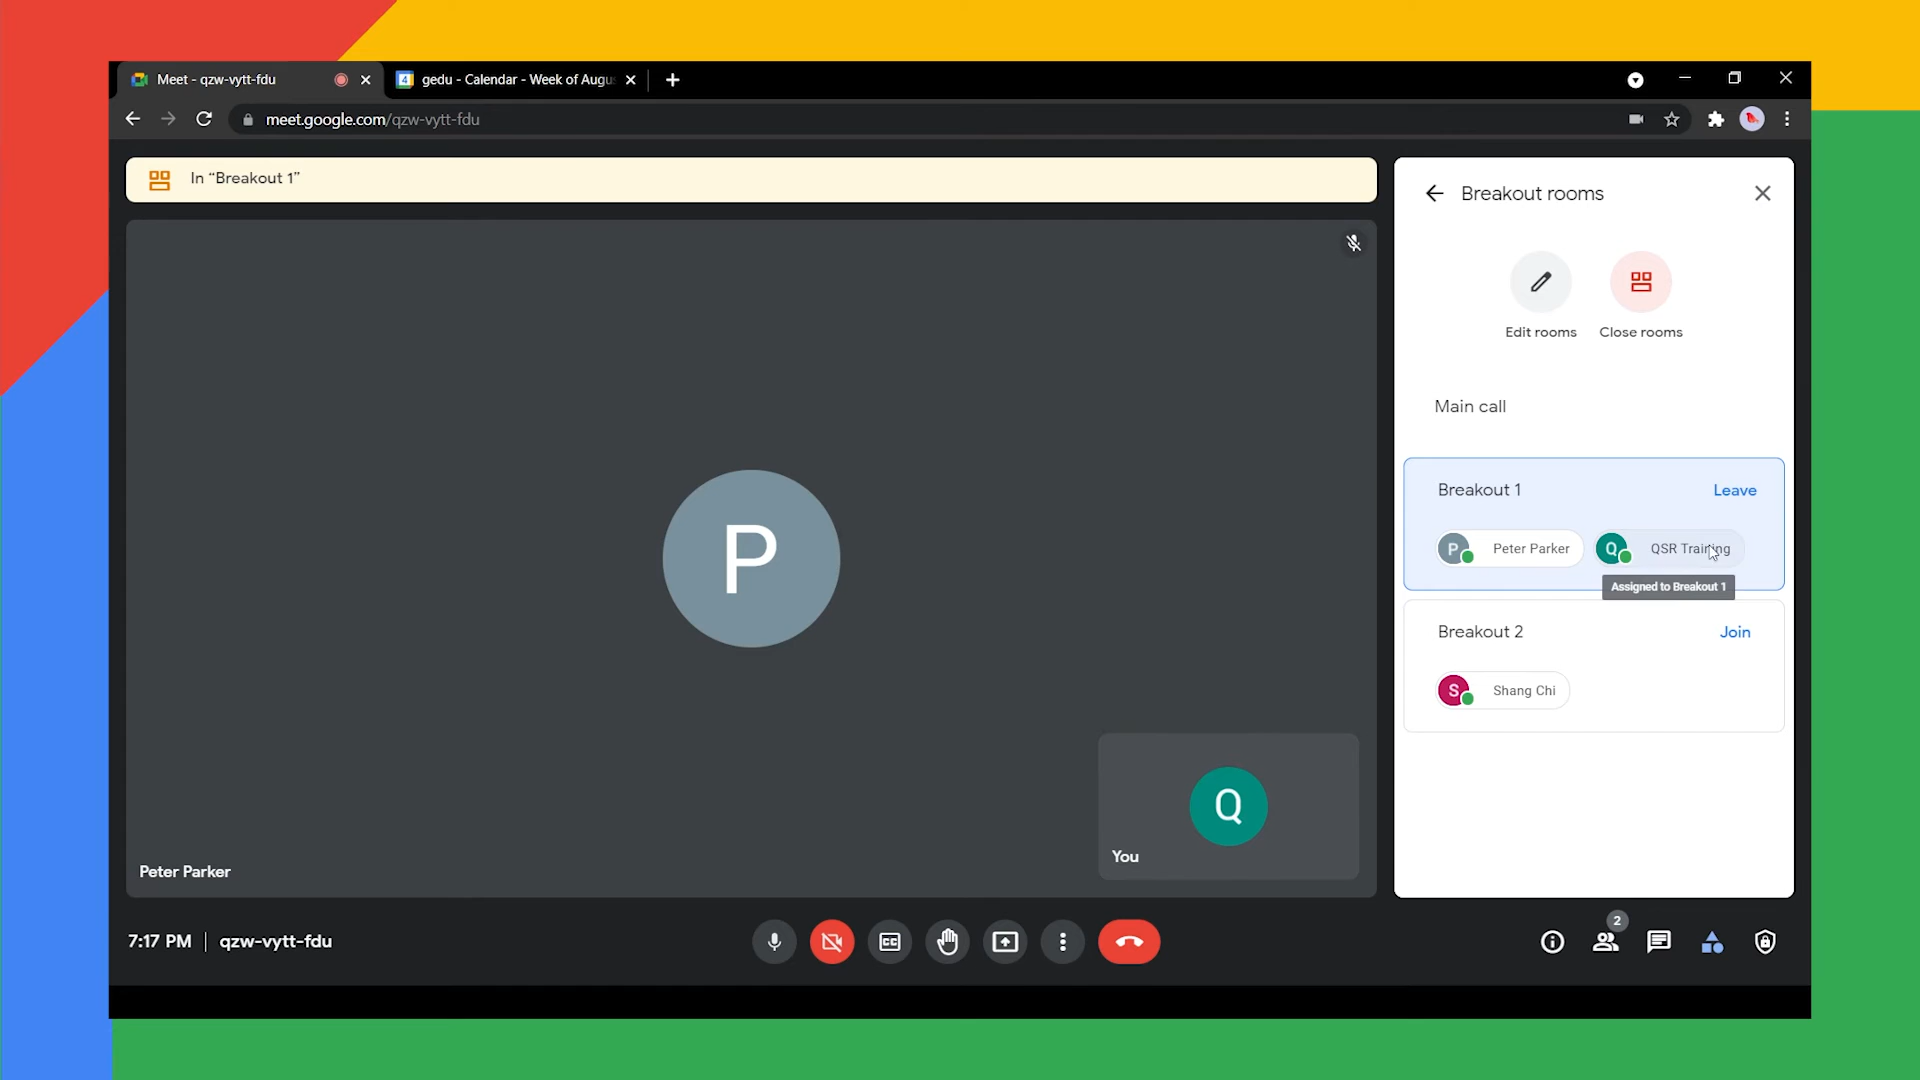 Meet - qzw-vytt-fdu
4
gedu - Calendar - Week of Augu
meet.google.com/qzw-vytt-fdu
In “Breakout 1”
P
Peter Parker
Q
You
Breakout rooms
Edit rooms
Close rooms
Main call
Breakout 1
Leave
P
Peter Parker
Q
QSR Training
Assigned to Breakout 1
Breakout 2
Join
S
Shang Chi
7:17 PM
qzw-vytt-fdu
CC
2